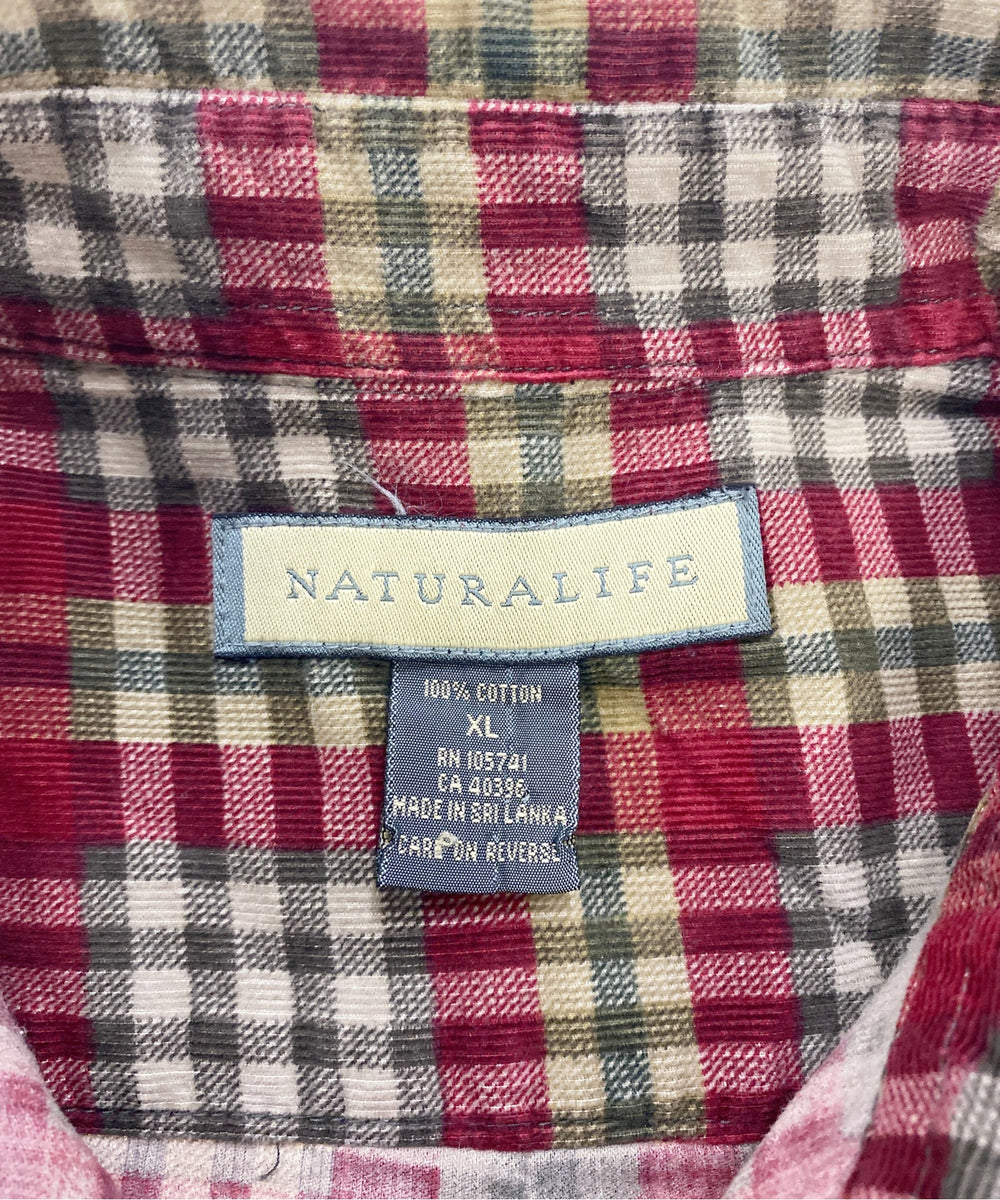 NATURALIFE
100% COTTON
XL
RN 105741
CA 40396
MADE IN SRI LANKA
CARE ON REVERSE